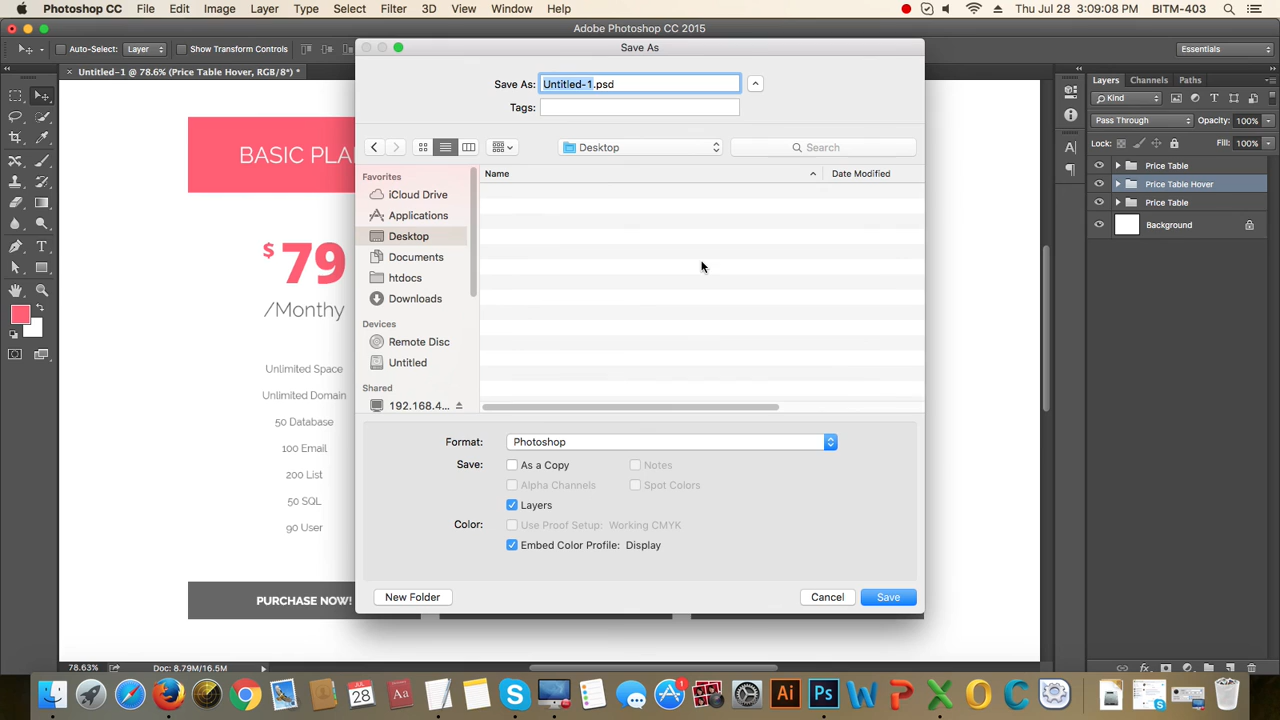 Photoshop CC File Edit Image Layer Type Select Filter 3D View Window Help Thu Jul 28 3:09:08 PM BITM-403
Adobe Photoshop CC 2015
Auto-Select: Layer Show Transform Controls Essentials
Save As
Untitled-1 @ 78.6% (Price Table Hover, RGB/8*) *
Save As: Untitled-1.psd
Tags:
Desktop
Search
Name Date Modified
Favorites
iCloud Drive
Applications
Desktop
Documents
htdocs
Downloads
Devices
Remote Disc
Untitled
Shared
192.168.4...
Format: Photoshop
Save: As a Copy Notes
Alpha Channels Spot Colors
Layers
Color: Use Proof Setup: Working CMYK
Embed Color Profile: Display
New Folder Cancel Save
BASIC PLA
$79
/Monthy
Unlimited Space
Unlimited Domain
50 Database
100 Email
200 List
50 SQL
90 User
PURCHASE NOW!
Layers Channels Paths
Kind
Pass Through Opacity: 100%
Lock: Fill: 100%
Price Table
Price Table Hover
Price Table
Background
78.63% Doc: 8.79M/16.5M